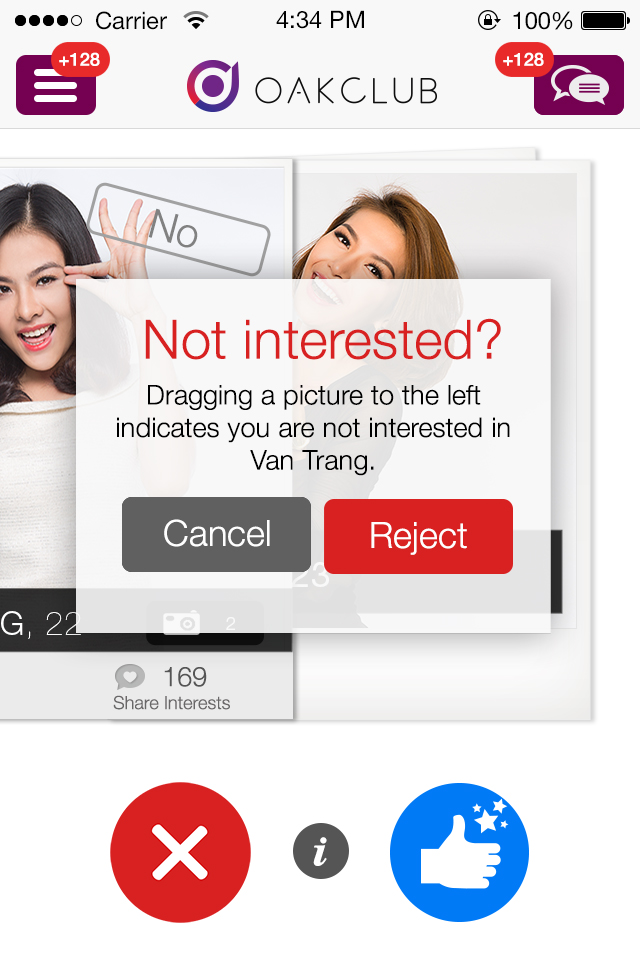 Carrier 4:34 PM 100%
+128 +128
OAKCLUB
No
Not interested?
Dragging a picture to the left
indicates you are not interested in
Van Trang.
Cancel Reject
23
G, 22 2
169
Share Interests
i